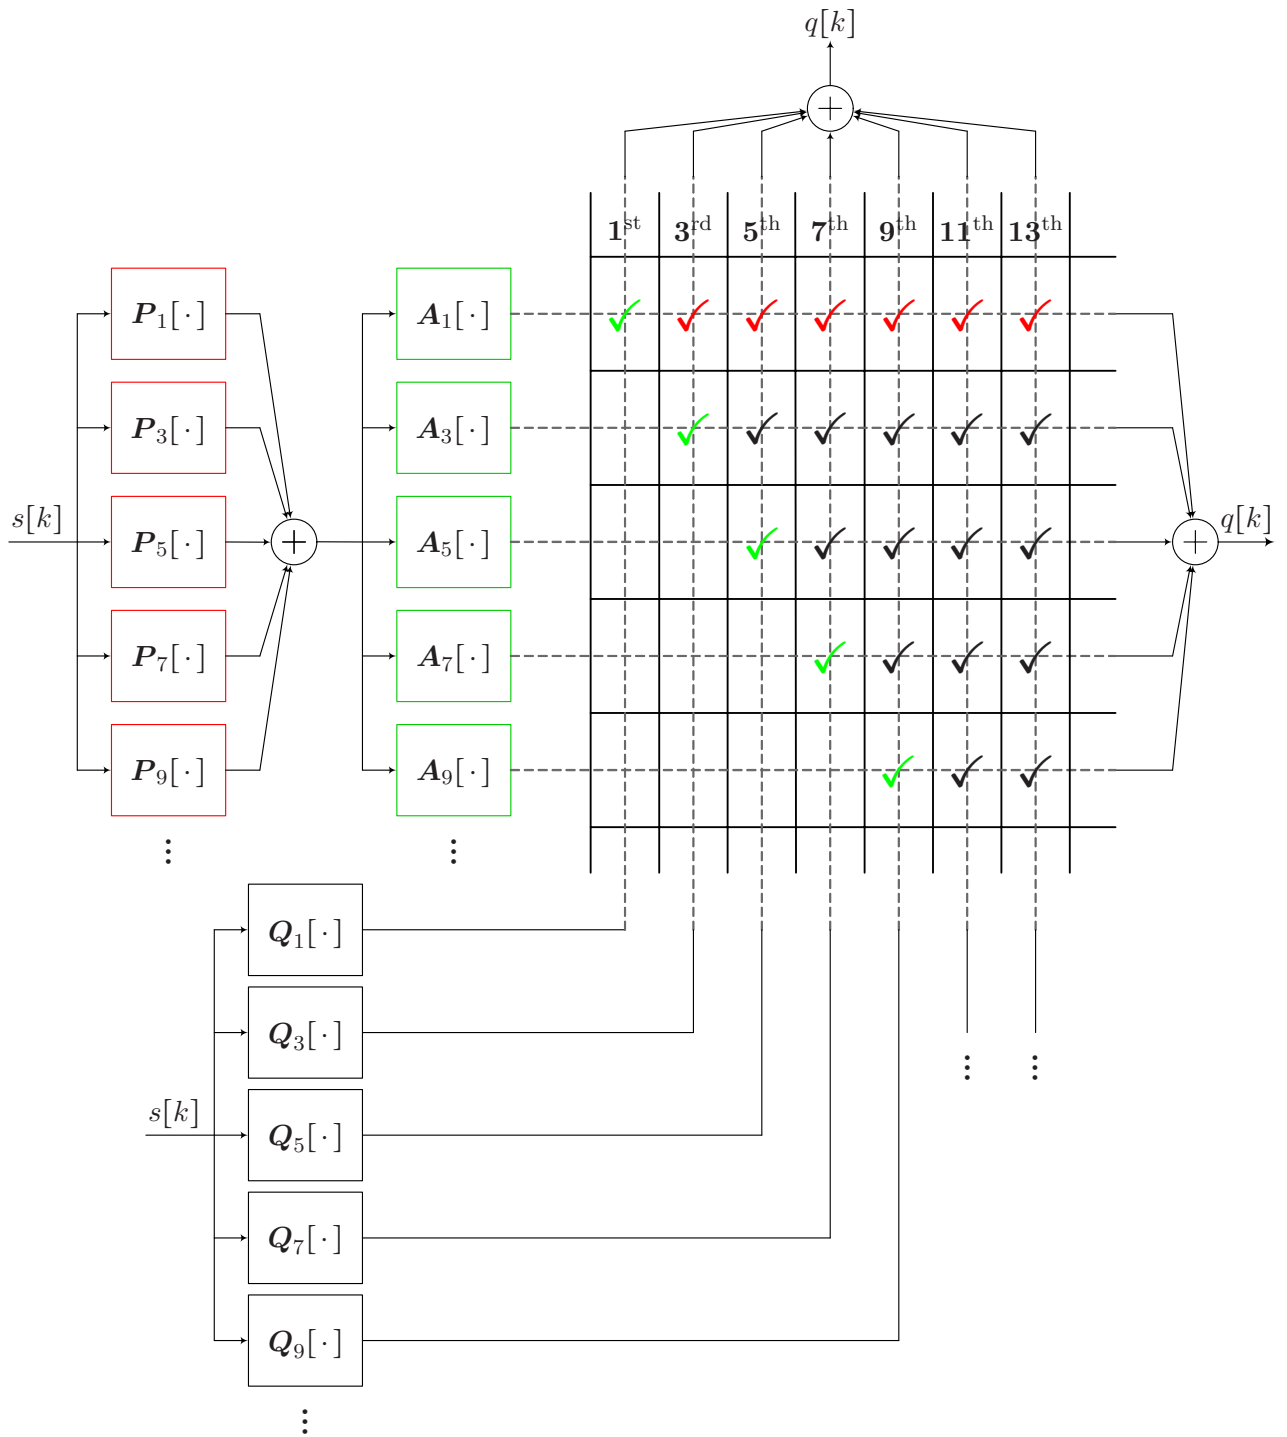 q[k]
1st 3rd 5th 7th 9th 11th 13th
P1[·] A1[·]
P3[·] A3[·]
s[k] P5[·] + A5[·] + q[k]
P7[·] A7[·]
P9[·] A9[·]
⋮ ⋮
Q1[·]
Q3[·]
⋮ ⋮
s[k] Q5[·]
Q7[·]
Q9[·]
⋮